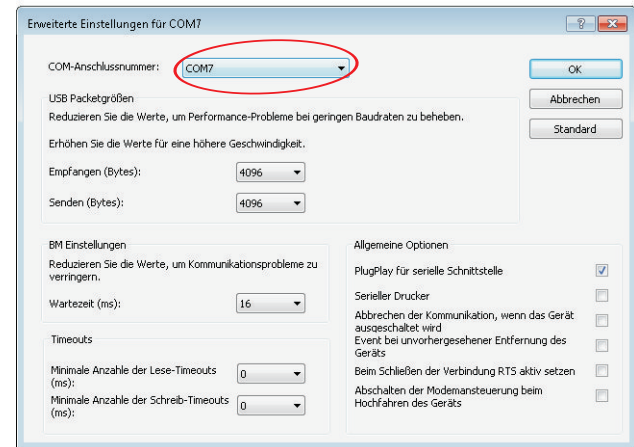 Erweiterte Einstellungen für COM7
COM-Anschlussnummer: COM7
OK
Abbrechen
Standard
USB Packetgrößen
Reduzieren Sie die Werte, um Performance-Probleme bei geringen Baudraten zu beheben.
Erhöhen Sie die Werte für eine höhere Geschwindigkeit.
Empfangen (Bytes): 4096
Senden (Bytes): 4096
BM Einstellungen
Reduzieren Sie die Werte, um Kommunikationsprobleme zu
verringern.
Wartezeit (ms): 16
Timeouts
Minimale Anzahl der Lese-Timeouts
(ms): 0
Minimale Anzahl der Schreib-Timeouts
(ms): 0
Allgemeine Optionen
PlugPlay für serielle Schnittstelle
Serieller Drucker
Abbrechen der Kommunikation, wenn das Gerät
ausgeschaltet wird
Event bei unvorhergesehener Entfernung des
Geräts
Beim Schließen der Verbindung RTS aktiv setzen
Abschalten der Modemansteuerung beim
Hochfahren des Geräts